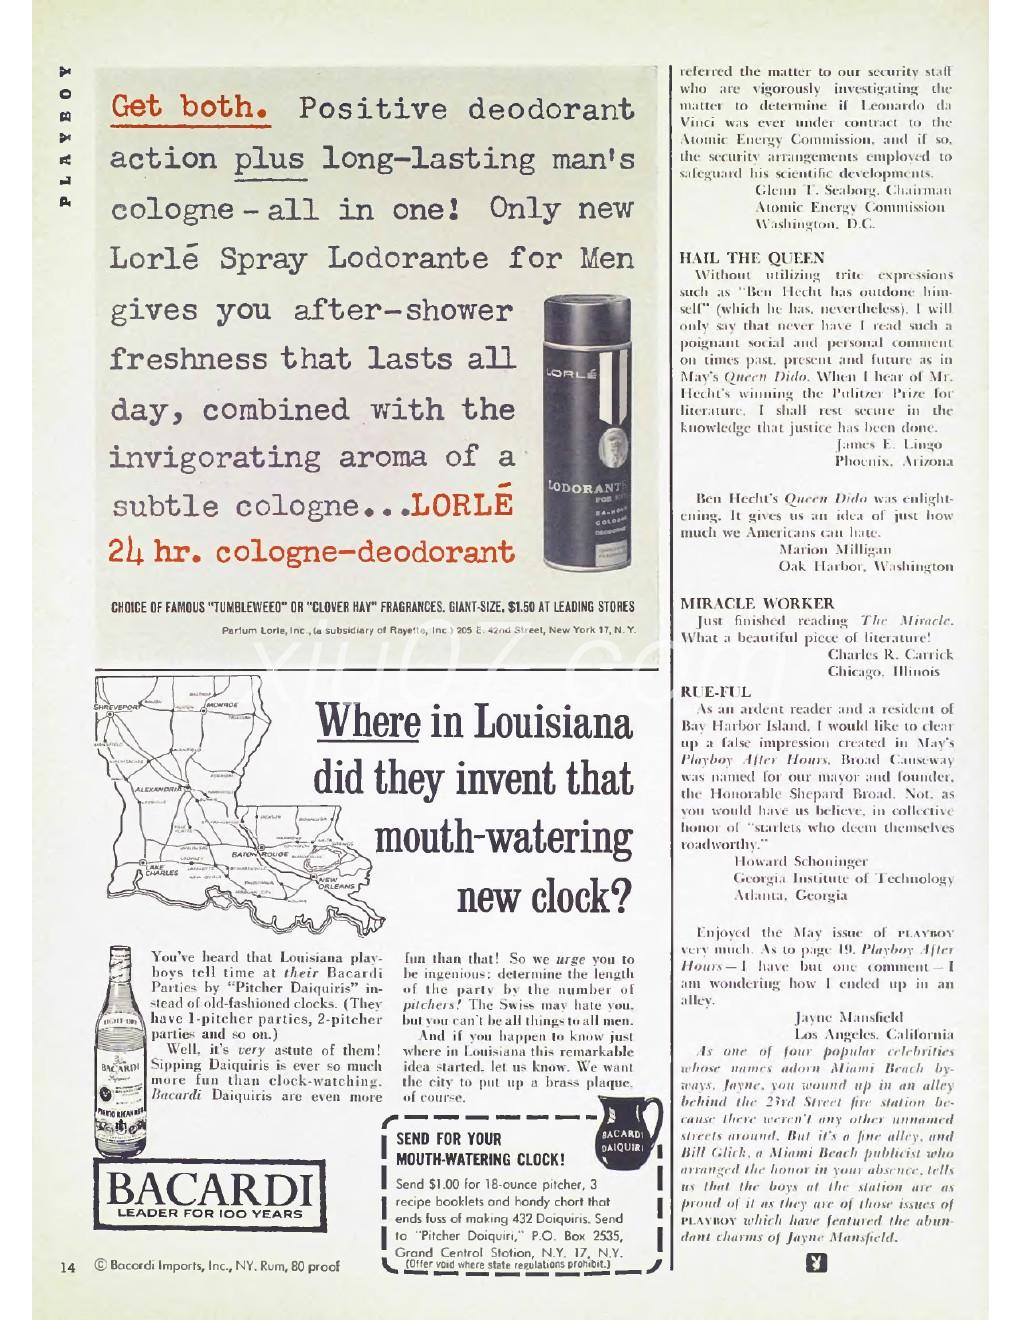 PLAYBOY
Get both. Positive deodorant
action plus long-lasting man's
cologne - all in one! Only new
Lorlé Spray Lodorante for Men
gives you after-shower
freshness that lasts all
day, combined with the
invigorating aroma of a
subtle cologne...LORLÉ
24 hr. cologne-deodorant
LORLÉ
LODORANTE
FOR MEN
24-HOUR
COLOGNE
DEODORANT
CHOICE OF FAMOUS "TUMBLEWEED" OR "CLOVER HAY" FRAGRANCES. GIANT-SIZE, $1.50 AT LEADING STORES
Parfum Lorle, Inc., (a subsidiary of Rayette, Inc.) 205 E. 42nd Street, New York 17, N.Y.
xiu02.com
SHREVEPORT
MONROE
ALEXANDRIA
BATON ROUGE
LAKE
CHARLES
NEW
ORLEANS
Where in Louisiana
did they invent that
mouth-watering
new clock?
You've heard that Louisiana play-
boys tell time at their Bacardi
Parties by "Pitcher Daiquiris" in-
stead of old-fashioned clocks. (They
have 1-pitcher parties, 2-pitcher
parties and so on.)
Well, it's very astute of them!
Sipping Daiquiris is ever so much
more fun than clock-watching.
Bacardi Daiquiris are even more
fun than that! So we urge you to
be ingenious: determine the length
of the party by the number of
pitchers! The Swiss may hate you,
but you can't be all things to all men.
And if you happen to know just
where in Louisiana this remarkable
idea started, let us know. We want
the city to put up a brass plaque,
of course.
BACARDI
BACARDI
LEADER FOR 100 YEARS
SEND FOR YOUR
MOUTH-WATERING CLOCK!
BACARDI
DAIQUIRI
Send $1.00 for 18-ounce pitcher, 3
recipe booklets and handy chart that
ends fuss of making 432 Daiquiris. Send
to "Pitcher Daiquiri," P.O. Box 2535,
Grand Central Station, N.Y. 17, N.Y.
(Offer void where state regulations prohibit.)
14 © Bacardi Imports, Inc., NY. Rum, 80 proof
referred the matter to our security staff
who are vigorously investigating the
matter to determine if Leonardo da
Vinci was ever under contract to the
Atomic Energy Commission, and if so,
the security arrangements employed to
safeguard his scientific developments.
Glenn T. Seaborg, Chairman
Atomic Energy Commission
Washington, D.C.
HAIL THE QUEEN
Without utilizing trite expressions
such as "Ben Hecht has outdone him-
self" (which he has, nevertheless), I will
only say that never have I read such a
poignant social and personal comment
on times past, present and future as in
May's Queen Dido. When I hear of Mr.
Hecht's winning the Pulitzer Prize for
literature, I shall rest secure in the
knowledge that justice has been done.
James E. Lingo
Phoenix, Arizona
Ben Hecht's Queen Dido was enlight-
ening. It gives us an idea of just how
much we Americans can hate.
Marion Milligan
Oak Harbor, Washington
MIRACLE WORKER
Just finished reading The Miracle.
What a beautiful piece of literature!
Charles R. Carrick
Chicago, Illinois
RUE-FUL
As an ardent reader and a resident of
Bay Harbor Island, I would like to clear
up a false impression created in May's
Playboy After Hours. Broad Causeway
was named for our mayor and founder,
the Honorable Shepard Broad. Not, as
you would have us believe, in collective
honor of "starlets who deem themselves
roadworthy."
Howard Schoninger
Georgia Institute of Technology
Atlanta, Georgia
Enjoyed the May issue of PLAYBOY
very much. As to page 19, Playboy After
Hours—I have but one comment—I
am wondering how I ended up in an
alley.
Jayne Mansfield
Los Angeles, California
As one of four popular celebrities
whose names adorn Miami Beach by-
ways, Jayne, you wound up in an alley
behind the 23rd Street fire station be-
cause there weren't any other unnamed
streets around. But it's a fine alley, and
Bill Glick, a Miami Beach publicist who
arranged the honor in your absence, tells
us that the boys at the station are as
proud of it as they are of those issues of
PLAYBOY which have featured the abun-
dant charms of Jayne Mansfield.